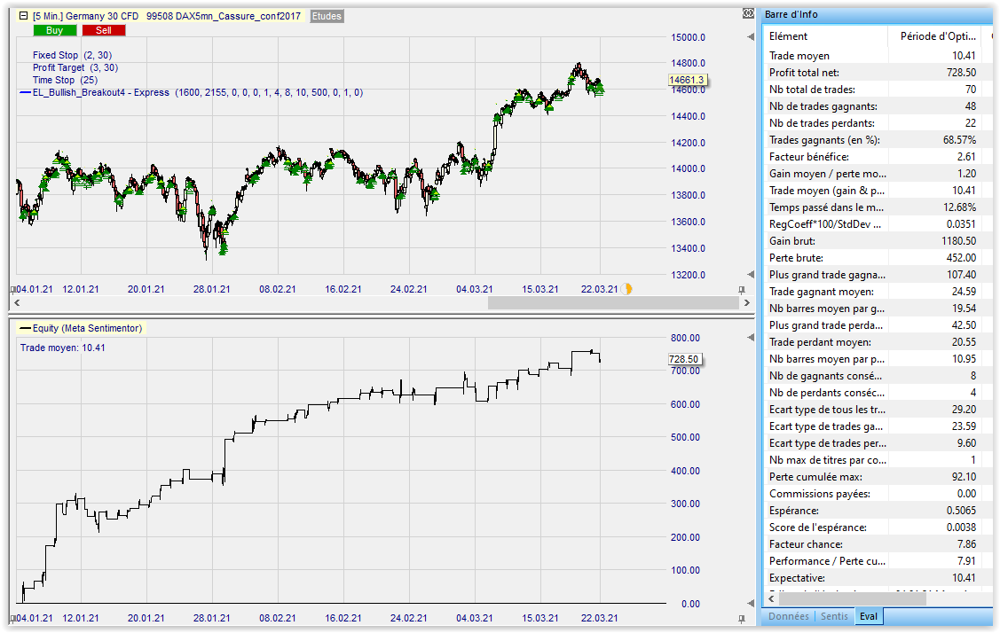 [5 Min.] Germany 30 CFD 99508 DAX5mn_Cassure_conf2017 Etudes
Buy Sell
Fixed Stop (2, 30)
Profit Target (3, 30)
Time Stop (25)
EL_Bullish_Breakout4 - Express (1600, 2155, 0, 0, 0, 1, 4, 8, 10, 500, 0, 1, 0)
15000.0
14800.0
14661.3
14600.0
14400.0
14200.0
14000.0
13800.0
13600.0
13400.0
13200.0
04.01.21 12.01.21 20.01.21 28.01.21 08.02.21 16.02.21 24.02.21 04.03.21 15.03.21 22.03.21
Equity (Meta Sentimentor)
Trade moyen: 10.41
800.00
728.50
700.00
600.00
500.00
400.00
300.00
200.00
100.00
0.00
04.01.21 12.01.21 20.01.21 28.01.21 08.02.21 16.02.21 24.02.21 04.03.21 15.03.21 22.03.21
Barre d'Info
Elément Période d'Opti...
Trade moyen 10.41
Profit total net: 728.50
Nb total de trades: 70
Nb de trades gagnants: 48
Nb de trades perdants: 22
Trades gagnants (en %): 68.57%
Facteur bénéfice: 2.61
Gain moyen / perte mo... 1.20
Trade moyen (gain & p... 10.41
Temps passé dans le m... 12.68%
RegCoeff*100/StdDev ... 0.0351
Gain brut: 1180.50
Perte brute: 452.00
Plus grand trade gagna... 107.40
Trade gagnant moyen: 24.59
Nb barres moyen par g... 19.54
Plus grand trade perda... 42.50
Trade perdant moyen: 20.55
Nb barres moyen par p... 10.95
Nb de gagnants consé... 8
Nb de perdants conséc... 4
Ecart type de tous les tr... 29.20
Ecart type de trades ga... 23.59
Ecart type de trades per... 9.60
Nb max de titres par co... 1
Perte cumulée max: 92.10
Commissions payées: 0.00
Espérance: 0.5065
Score de l'espérance: 0.0038
Facteur chance: 7.86
Performance / Perte cu... 7.91
Expectative: 10.41
Données Sentis Eval